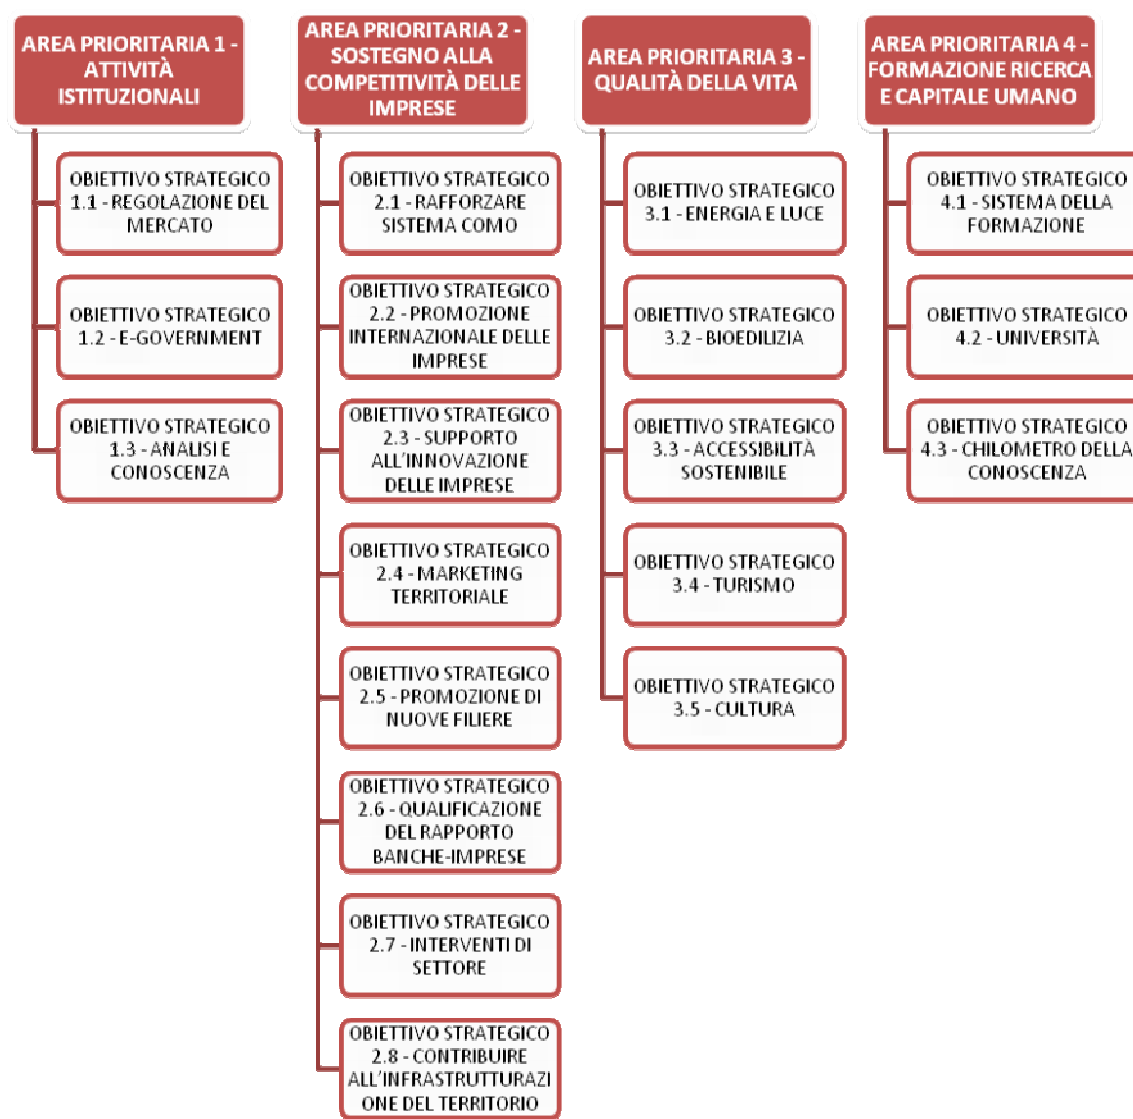 AREA PRIORITARIA 1 -
ATTIVITÀ
ISTITUZIONALI
OBIETTIVO STRATEGICO
1.1 - REGOLAZIONE DEL
MERCATO
OBIETTIVO STRATEGICO
1.2 - E-GOVERNMENT
OBIETTIVO STRATEGICO
1.3 - ANALISI E
CONOSCENZA
AREA PRIORITARIA 2 -
SOSTEGNO ALLA
COMPETITIVITÀ DELLE
IMPRESE
OBIETTIVO STRATEGICO
2.1 - RAFFORZARE
SISTEMA COMO
OBIETTIVO STRATEGICO
2.2 - PROMOZIONE
INTERNAZIONALE DELLE
IMPRESE
OBIETTIVO STRATEGICO
2.3 - SUPPORTO
ALL'INNOVAZIONE
DELLE IMPRESE
OBIETTIVO STRATEGICO
2.4 - MARKETING
TERRITORIALE
OBIETTIVO STRATEGICO
2.5 - PROMOZIONE DI
NUOVE FILIERE
OBIETTIVO STRATEGICO
2.6 - QUALIFICAZIONE
DEL RAPPORTO
BANCHE-IMPRESE
OBIETTIVO STRATEGICO
2.7 - INTERVENTI DI
SETTORE
OBIETTIVO STRATEGICO
2.8 - CONTRIBUIRE
ALL'INFRASTRUTTURAZI
ONE DEL TERRITORIO
AREA PRIORITARIA 3 -
QUALITÀ DELLA VITA
OBIETTIVO STRATEGICO
3.1 - ENERGIA E LUCE
OBIETTIVO STRATEGICO
3.2 - BIOEDILIZIA
OBIETTIVO STRATEGICO
3.3 - ACCESSIBILITÀ
SOSTENIBILE
OBIETTIVO STRATEGICO
3.4 - TURISMO
OBIETTIVO STRATEGICO
3.5 - CULTURA
AREA PRIORITARIA 4 -
FORMAZIONE RICERCA
E CAPITALE UMANO
OBIETTIVO STRATEGICO
4.1 - SISTEMA DELLA
FORMAZIONE
OBIETTIVO STRATEGICO
4.2 - UNIVERSITÀ
OBIETTIVO STRATEGICO
4.3 - CHILOMETRO DELLA
CONOSCENZA